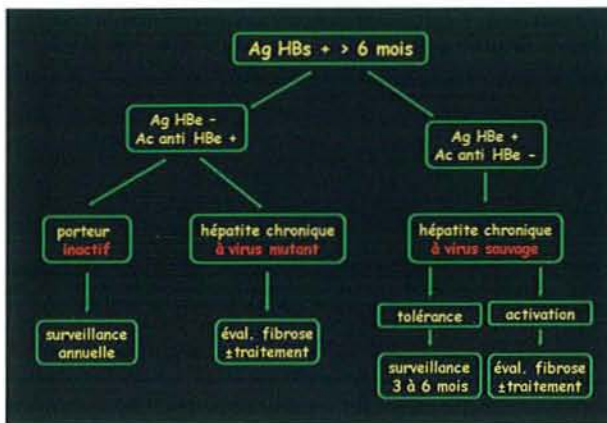 Ag HBs + > 6 mois
Ag HBe -
Ac anti HBe +
Ag HBe +
Ac anti HBe -
porteur
inactif
hépatite chronique
à virus mutant
hépatite chronique
à virus sauvage
tolérance
activation
surveillance
annuelle
éval. fibrose
±traitement
surveillance
3 à 6 mois
éval. fibrose
±traitement